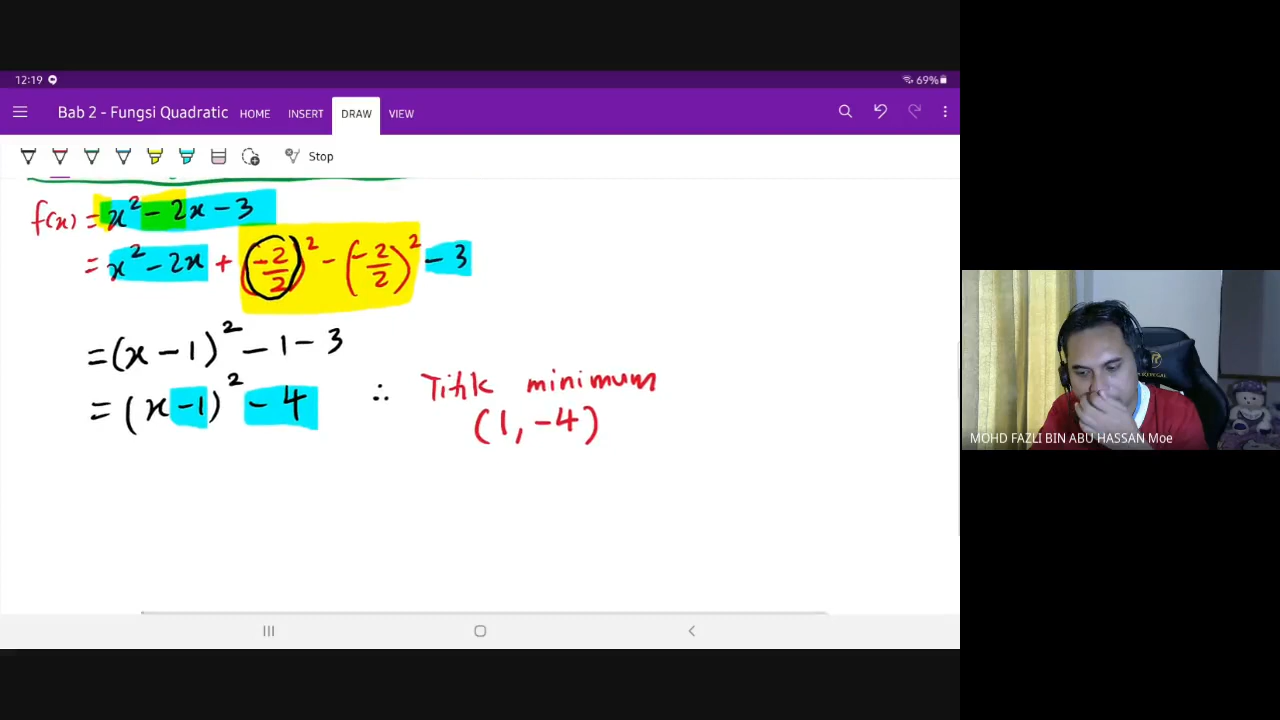 12:19 69%
Bab 2 - Fungsi Quadratic HOME INSERT DRAW VIEW
Stop
f(x) = x² - 2x - 3
= x² - 2x + (-2/2)² - (-2/2)² - 3
= (x - 1)² - 1 - 3
= (x - 1)² - 4 ∴ Titik minimum
(1, -4)
MOHD FAZLI BIN ABU HASSAN Moe